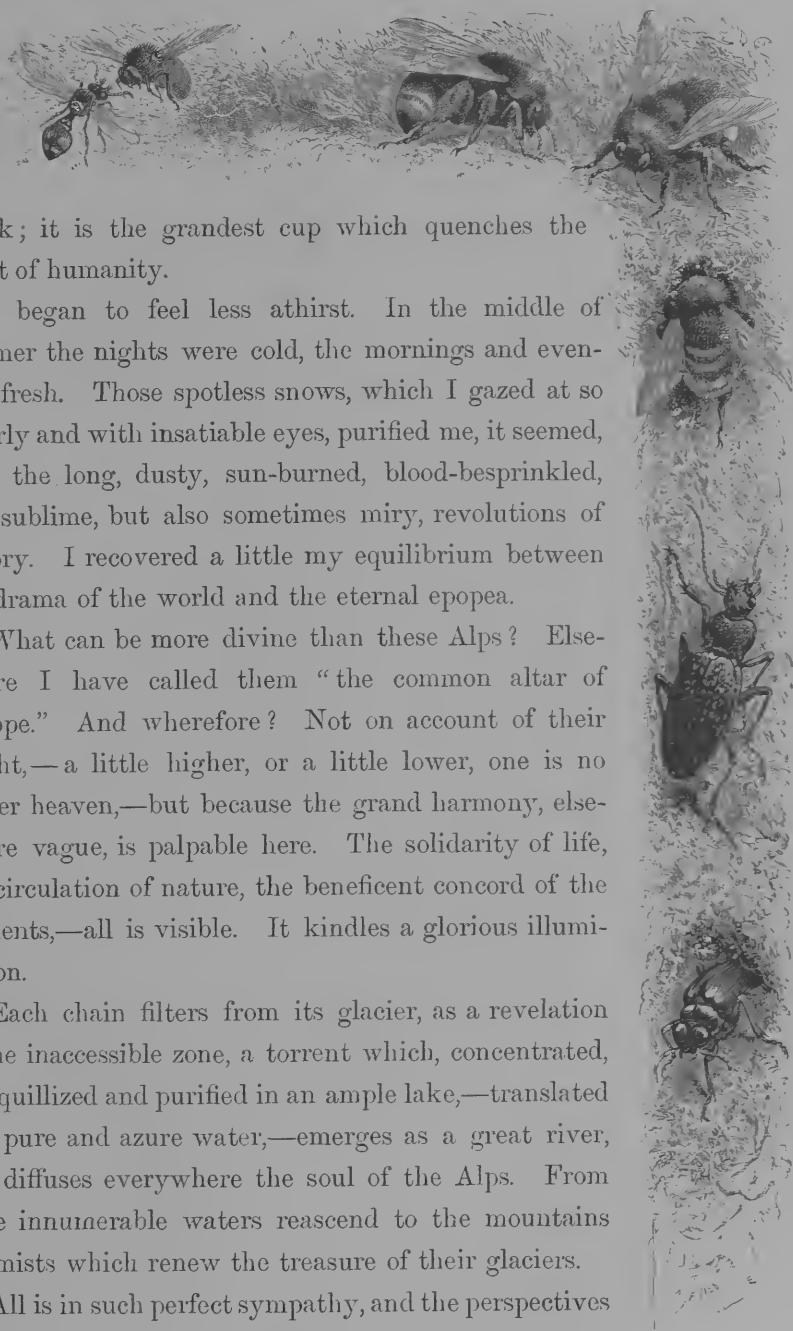 k; it is the grandest cup which quenches the
t of humanity.
began to feel less athirst. In the middle of
ner the nights were cold, the mornings and even-
fresh. Those spotless snows, which I gazed at so
rly and with insatiable eyes, purified me, it seemed,
the long, dusty, sun-burned, blood-besprinkled,
sublime, but also sometimes miry, revolutions of
ry. I recovered a little my equilibrium between
drama of the world and the eternal epopea.
What can be more divine than these Alps? Else-
re I have called them “the common altar of
ope.” And wherefore? Not on account of their
ht,—a little higher, or a little lower, one is no
er heaven,—but because the grand harmony, else-
re vague, is palpable here. The solidarity of life,
circulation of nature, the beneficent concord of the
ents,—all is visible. It kindles a glorious illumi-
on.
Each chain filters from its glacier, as a revelation
ne inaccessible zone, a torrent which, concentrated,
quillized and purified in an ample lake,—translated
pure and azure water,—emerges as a great river,
diffuses everywhere the soul of the Alps. From
e innumerable waters reascend to the mountains
mists which renew the treasure of their glaciers.
All is in such perfect sympathy, and the perspectives